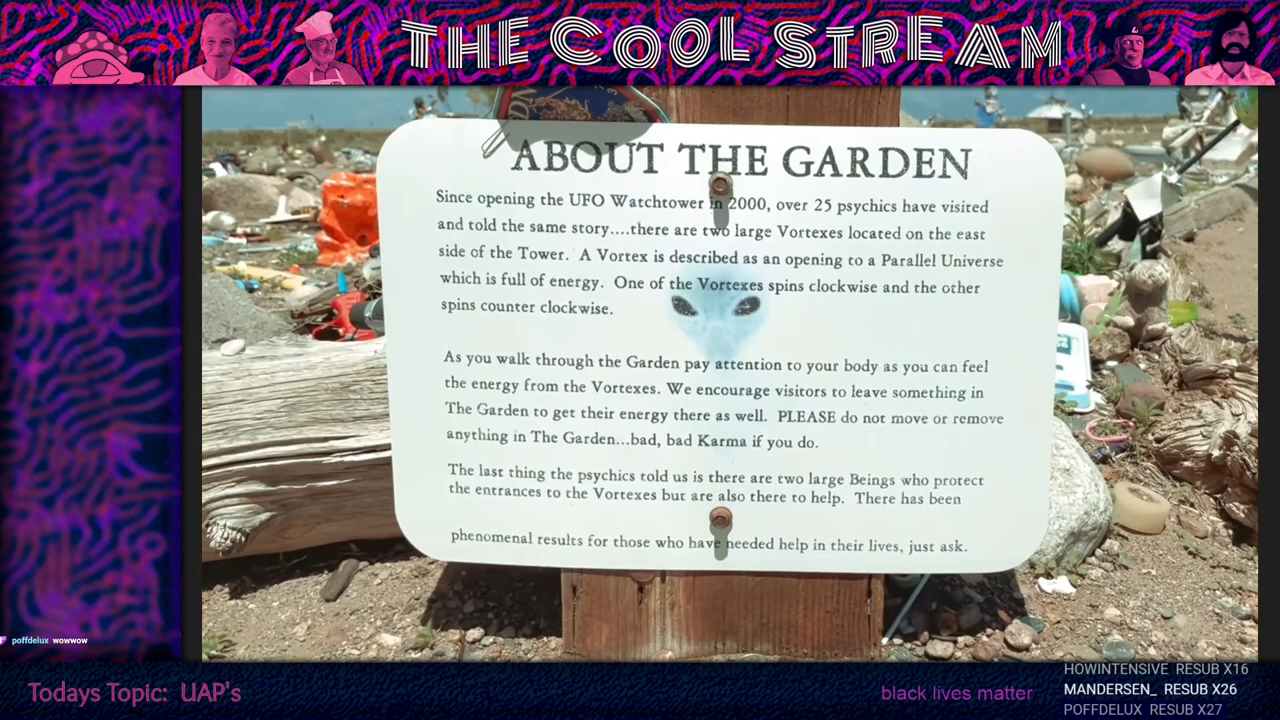 THE COOL STREAM
ABOUT THE GARDEN
Since opening the UFO Watchtower in 2000, over 25 psychics have visited
and told the same story....there are two large Vortexes located on the east
side of the Tower. A Vortex is described as an opening to a Parallel Universe
which is full of energy. One of the Vortexes spins clockwise and the other
spins counter clockwise.
As you walk through the Garden pay attention to your body as you can feel
the energy from the Vortexes. We encourage visitors to leave something in
The Garden to get their energy there as well. PLEASE do not move or remove
anything in The Garden...bad, bad Karma if you do.
The last thing the psychics told us is there are two large Beings who protect
the entrances to the Vortexes but are also there to help. There has been
phenomenal results for those who have needed help in their lives, just ask.
poffdelux wowwow
Todays Topic: UAP's
black lives matter
HOWINTENSIVE RESUB X16
MANDERSEN_ RESUB X26
POFFDELUX RESUB X27